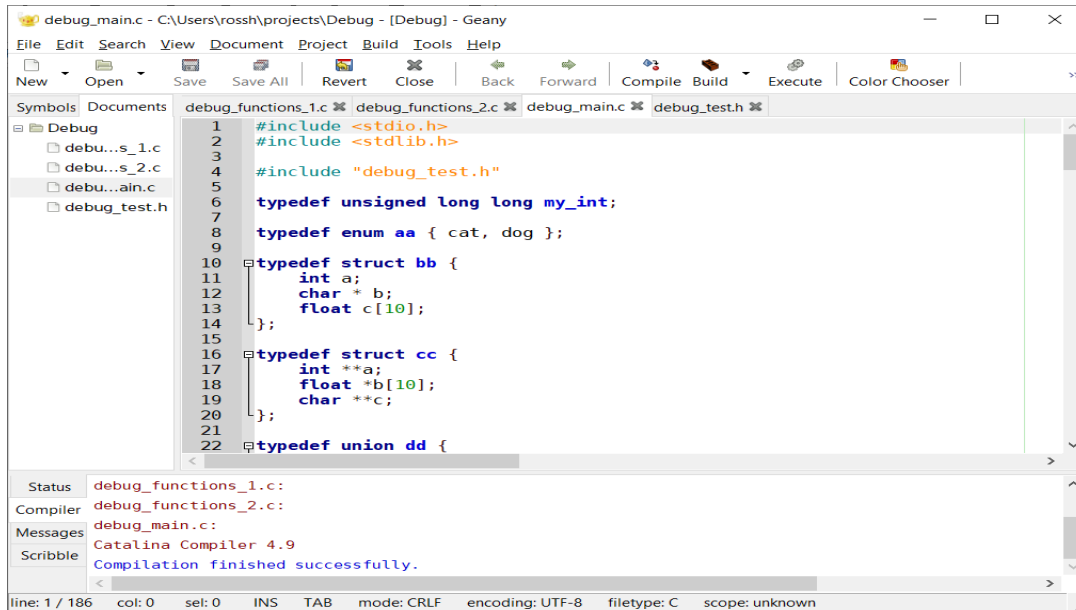 debug_main.c - C:\Users\rossh\projects\Debug - [Debug] - Geany
File Edit Search View Document Project Build Tools Help
New Open Save Save All Revert Close Back Forward Compile Build Execute Color Chooser
Symbols Documents
Debug
debu...s_1.c
debu...s_2.c
debu...ain.c
debug_test.h
debug_functions_1.c debug_functions_2.c debug_main.c debug_test.h
1 #include <stdio.h>
2 #include <stdlib.h>
3
4 #include "debug_test.h"
5
6 typedef unsigned long long my_int;
7
8 typedef enum aa { cat, dog };
9
10 typedef struct bb {
11 int a;
12 char * b;
13 float c[10];
14 };
15
16 typedef struct cc {
17 int **a;
18 float *b[10];
19 char **c;
20 };
21
22 typedef union dd {
Status
Compiler
Messages
Scribble
debug_functions_1.c:
debug_functions_2.c:
debug_main.c:
Catalina Compiler 4.9
Compilation finished successfully.
line: 1 / 186 col: 0 sel: 0 INS TAB mode: CRLF encoding: UTF-8 filetype: C scope: unknown